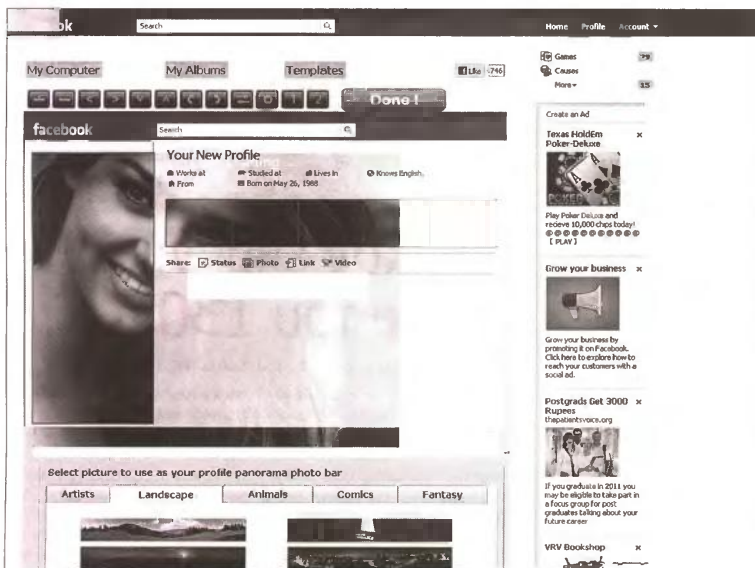 ok
Search
Home Profile Account
My Computer My Albums Templates
Like 746
Done !
Games 79
Causes
More 15
facebook
Search
Your New Profile
Works at Studied at Lives in Knows English.
From Born on May 26, 1988
Share: Status Photo Link Video
Select picture to use as your profile panorama photo bar
Artists Landscape Animals Comics Fantasy
Create an Ad
Texas HoldEm x
Poker-Deluxe
POKER
Play Poker Deluxe and
recieve 10,000 chips today!
[ PLAY ]
Grow your business x
Grow your business by
promoting it on Facebook.
Click here to explore how to
reach your customers with a
social ad.
Postgrads Get 3000 x
Rupees
thepatientsvoice.org
If you graduate in 2011 you
may be eligible to take part in
a focus group for post
graduates talking about your
future career
VRV Bookshop x